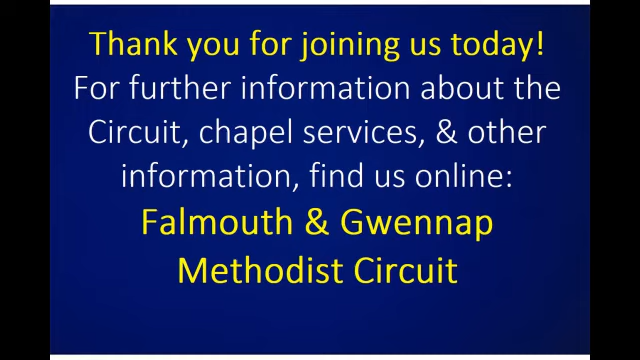 Thank you for joining us today!
For further information about the
Circuit, chapel services, & other
information, find us online:
Falmouth & Gwennap
Methodist Circuit